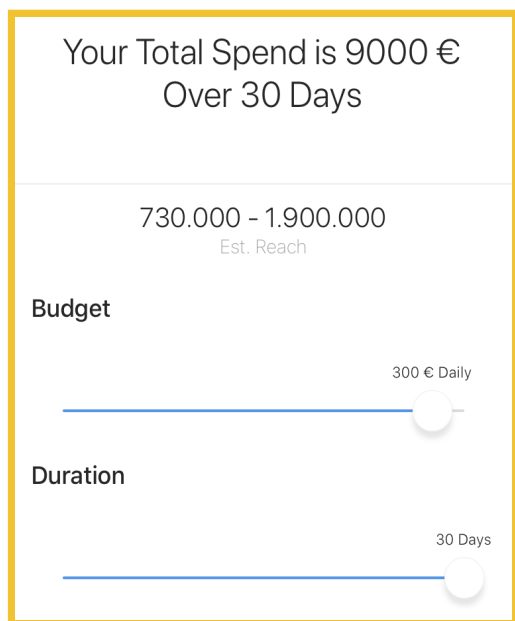 Your Total Spend is 9000 €
Over 30 Days
730.000 - 1.900.000
Est. Reach
Budget
300 € Daily
Duration
30 Days